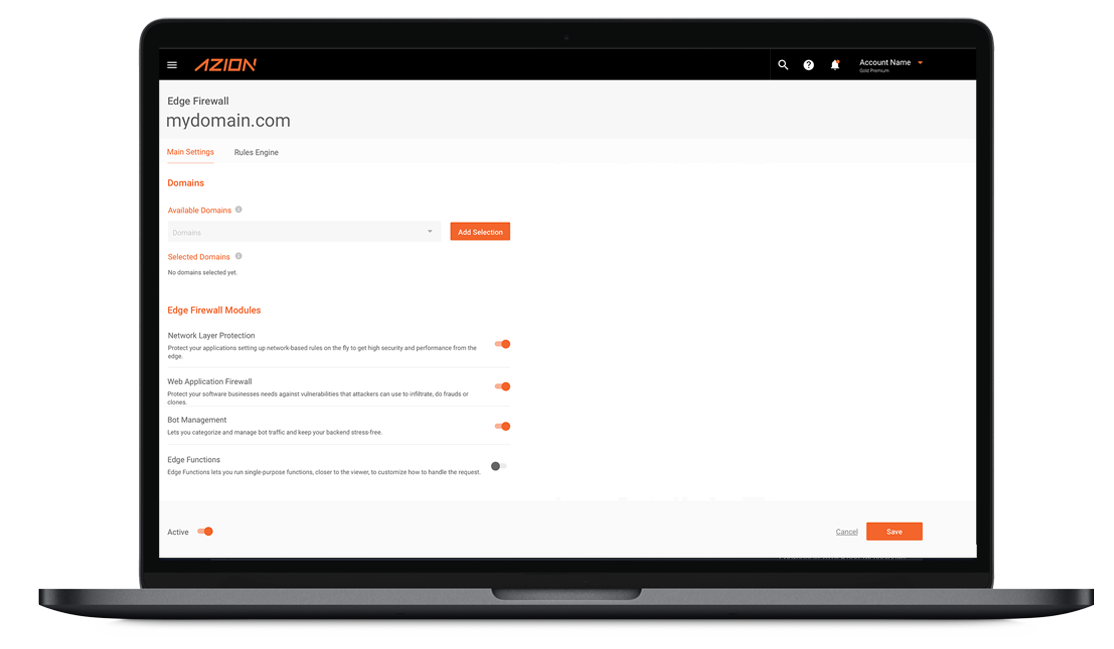 AZION
Account Name
Gold Premium
Edge Firewall
mydomain.com
Main Settings
Rules Engine
Domains
Available Domains
Domains
Add Selection
Selected Domains
No domains selected yet.
Edge Firewall Modules
Network Layer Protection
Protect your applications setting up network-based rules on the fly to get high security and performance from the
edge.
Web Application Firewall
Protect your software businesses needs against vulnerabilities that attackers can use to infiltrate, do frauds or
clones.
Bot Management
Lets you categorize and manage bot traffic and keep your backend stress-free.
Edge Functions
Edge Functions lets you run single-purpose functions, closer to the viewer, to customize how to handle the request.
Active
Cancel
Save